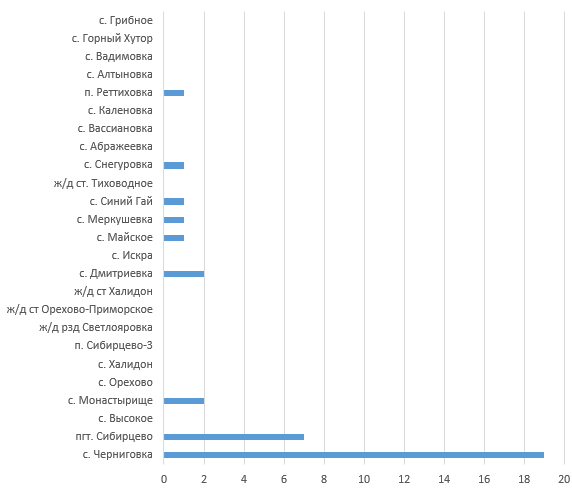 с. Грибное
с. Горный Хутор
с. Вадимовка
с. Алтыновка
п. Реттиховка
с. Каленовка
с. Вассиановка
с. Абражеевка
с. Снегуровка
ж/д ст. Тиховодное
с. Синий Гай
с. Меркушевка
с. Майское
с. Искра
с. Дмитриевка
ж/д ст Халидон
ж/д ст Орехово-Приморское
ж/д рзд Светлояровка
п. Сибирцево-3
с. Халидон
с. Орехово
с. Монастырище
с. Высокое
пгт. Сибирцево
с. Черниговка
0 2 4 6 8 10 12 14 16 18 20